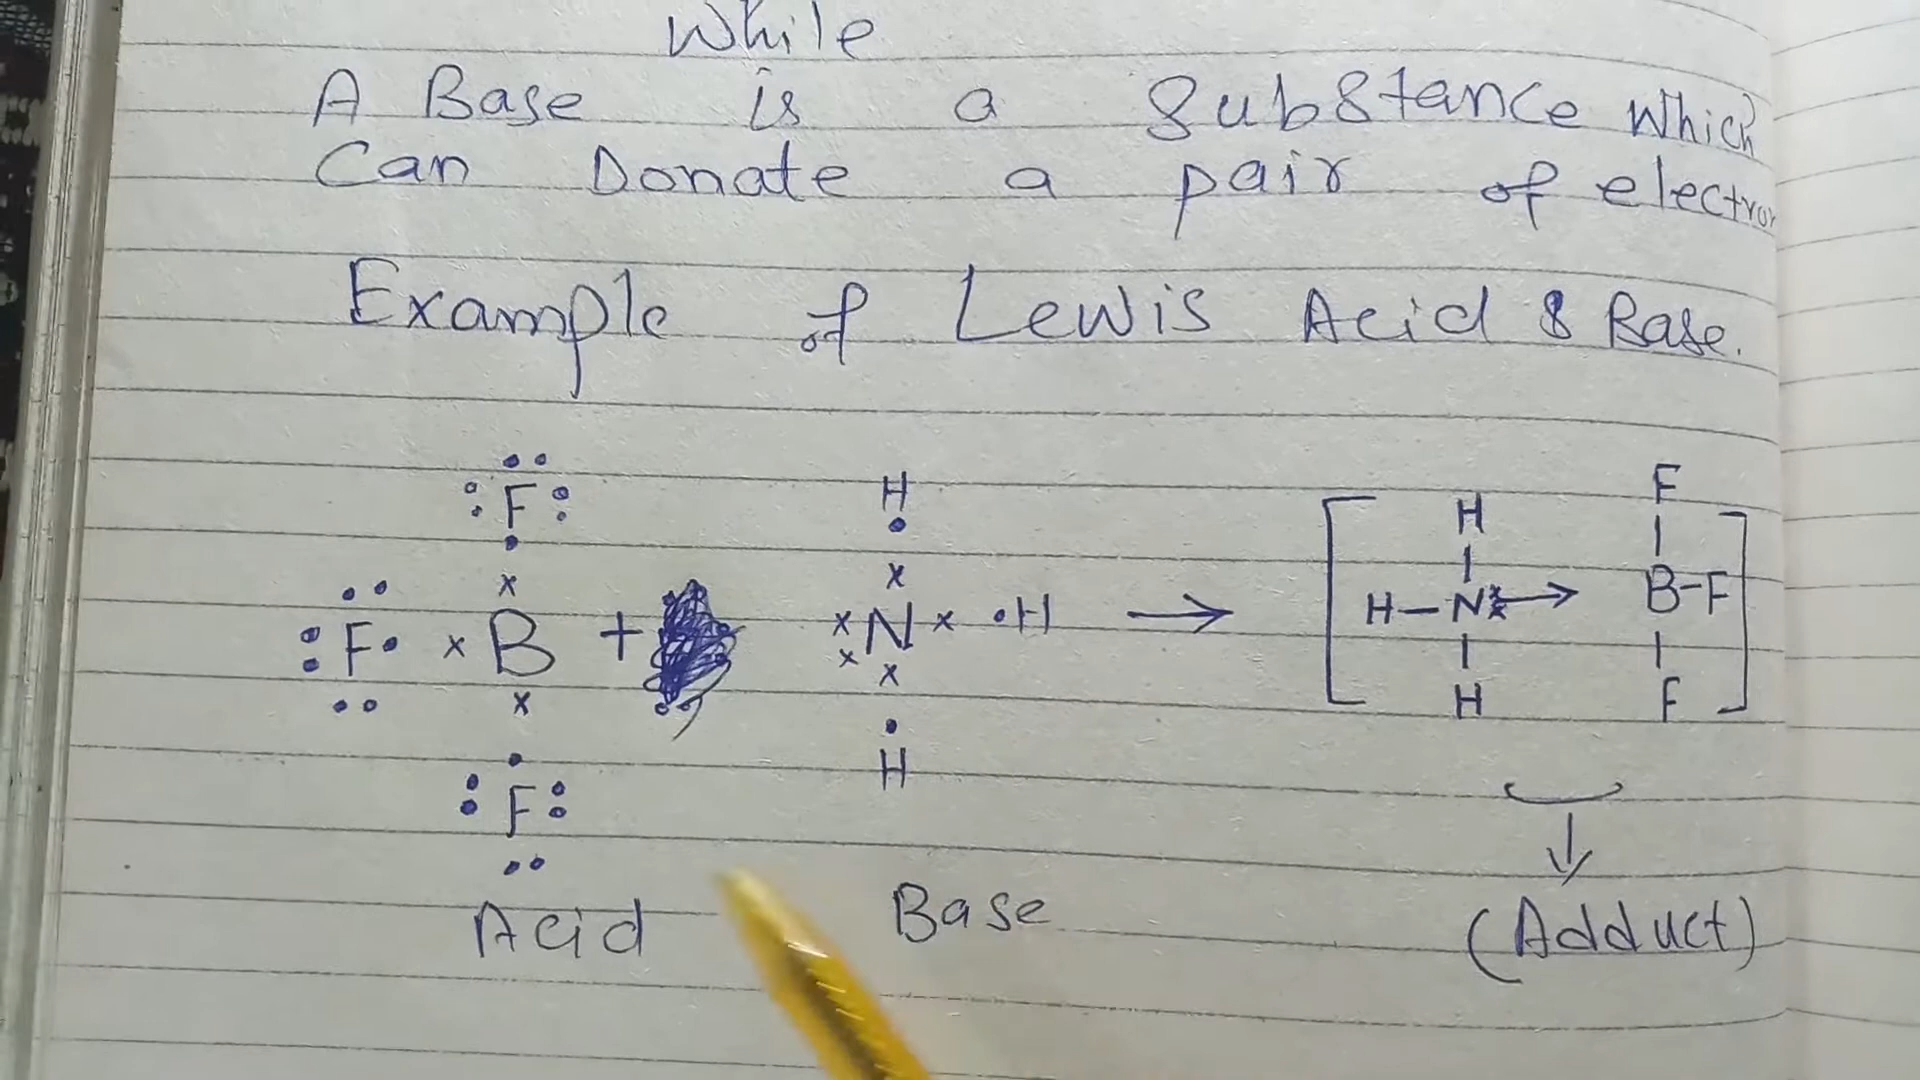 While
A Base is a Substance which
Can Donate a pair of electron
Example of Lewis Acid & Base.
F H F
H
F × B + × N × • H → H – N → B – F
× ×
F H H F
Acid Base (Adduct)